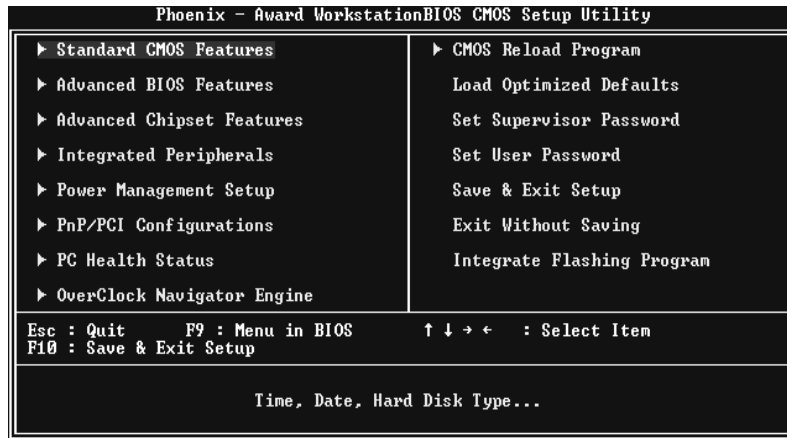 Phoenix - Award WorkstationBIOS CMOS Setup Utility
▶ Standard CMOS Features
▶ Advanced BIOS Features
▶ Advanced Chipset Features
▶ Integrated Peripherals
▶ Power Management Setup
▶ PnP/PCI Configurations
▶ PC Health Status
▶ OverClock Navigator Engine
▶ CMOS Reload Program
Load Optimized Defaults
Set Supervisor Password
Set User Password
Save & Exit Setup
Exit Without Saving
Integrate Flashing Program
Esc : Quit F9 : Menu in BIOS ↑ ↓ → ← : Select Item
F10 : Save & Exit Setup
Time, Date, Hard Disk Type...